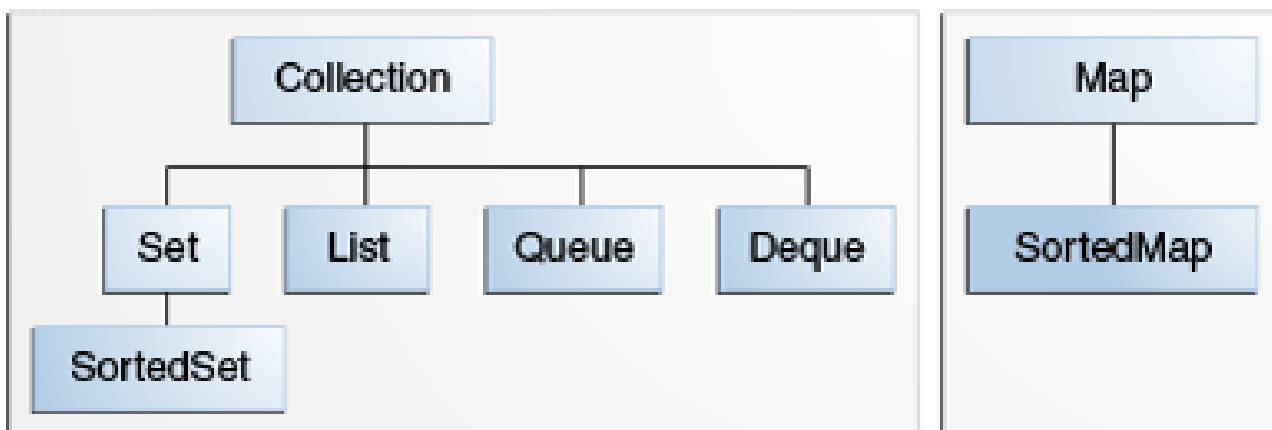 Collection
Map
Set
List
Queue
Deque
SortedMap
SortedSet